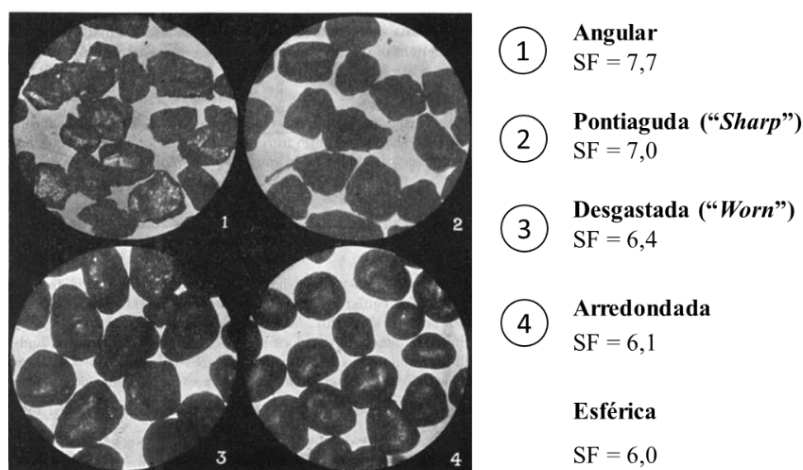 1
2
3
4
1
Angular
SF = 7,7
2
Pontiaguda (“Sharp”)
SF = 7,0
3
Desgastada (“Worn”)
SF = 6,4
4
Arredondada
SF = 6,1
Esférica
SF = 6,0